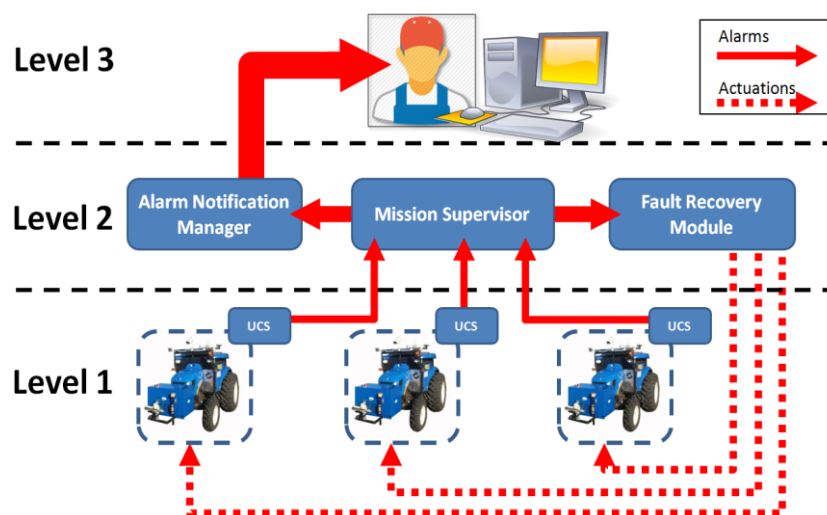 Level 3
Alarms
Actuations
Level 2
Alarm Notification
Manager
Mission Supervisor
Fault Recovery
Module
UCS
UCS
UCS
Level 1